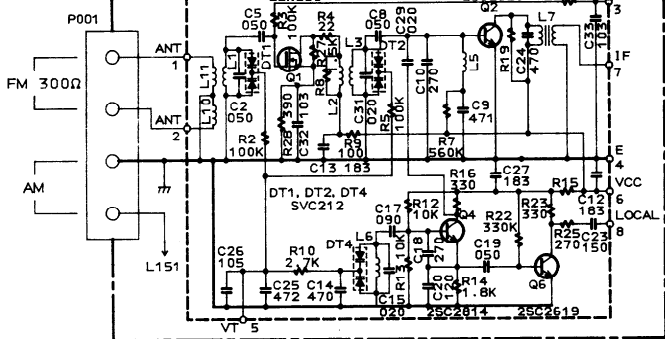 P001
FM 300Ω
AM
ANT
1
ANT
2
L151
C5
050
R3
100K
R4
22
C8
050
C29
020
Q2
L7
C33
103
3
L11
L1
DT1
Q1
L3
DT2
R19
C24
470
IF
7
L10
C2
050
R8
L2
C31
020
R5
100K
C10
270
L5
C9
471
R2
100K
R28
390
C32
103
R9
100
C13 183
R7
560K
E
4
C27
183
R16
330
R15
VCC
6
DT1, DT2, DT4
SVC212
C17
090
R12
10K
Q4
R22
330K
R23
330
C12
183
LOCAL
8
R25
270
C23
150
L6
DT4
R13 10K
C18
270
C19
050
Q6
C26
105
R10
2.7K
C25
472
C14
470
C15
020
C20
R14
1.8K
2SC2814
2SC2619
VT 5